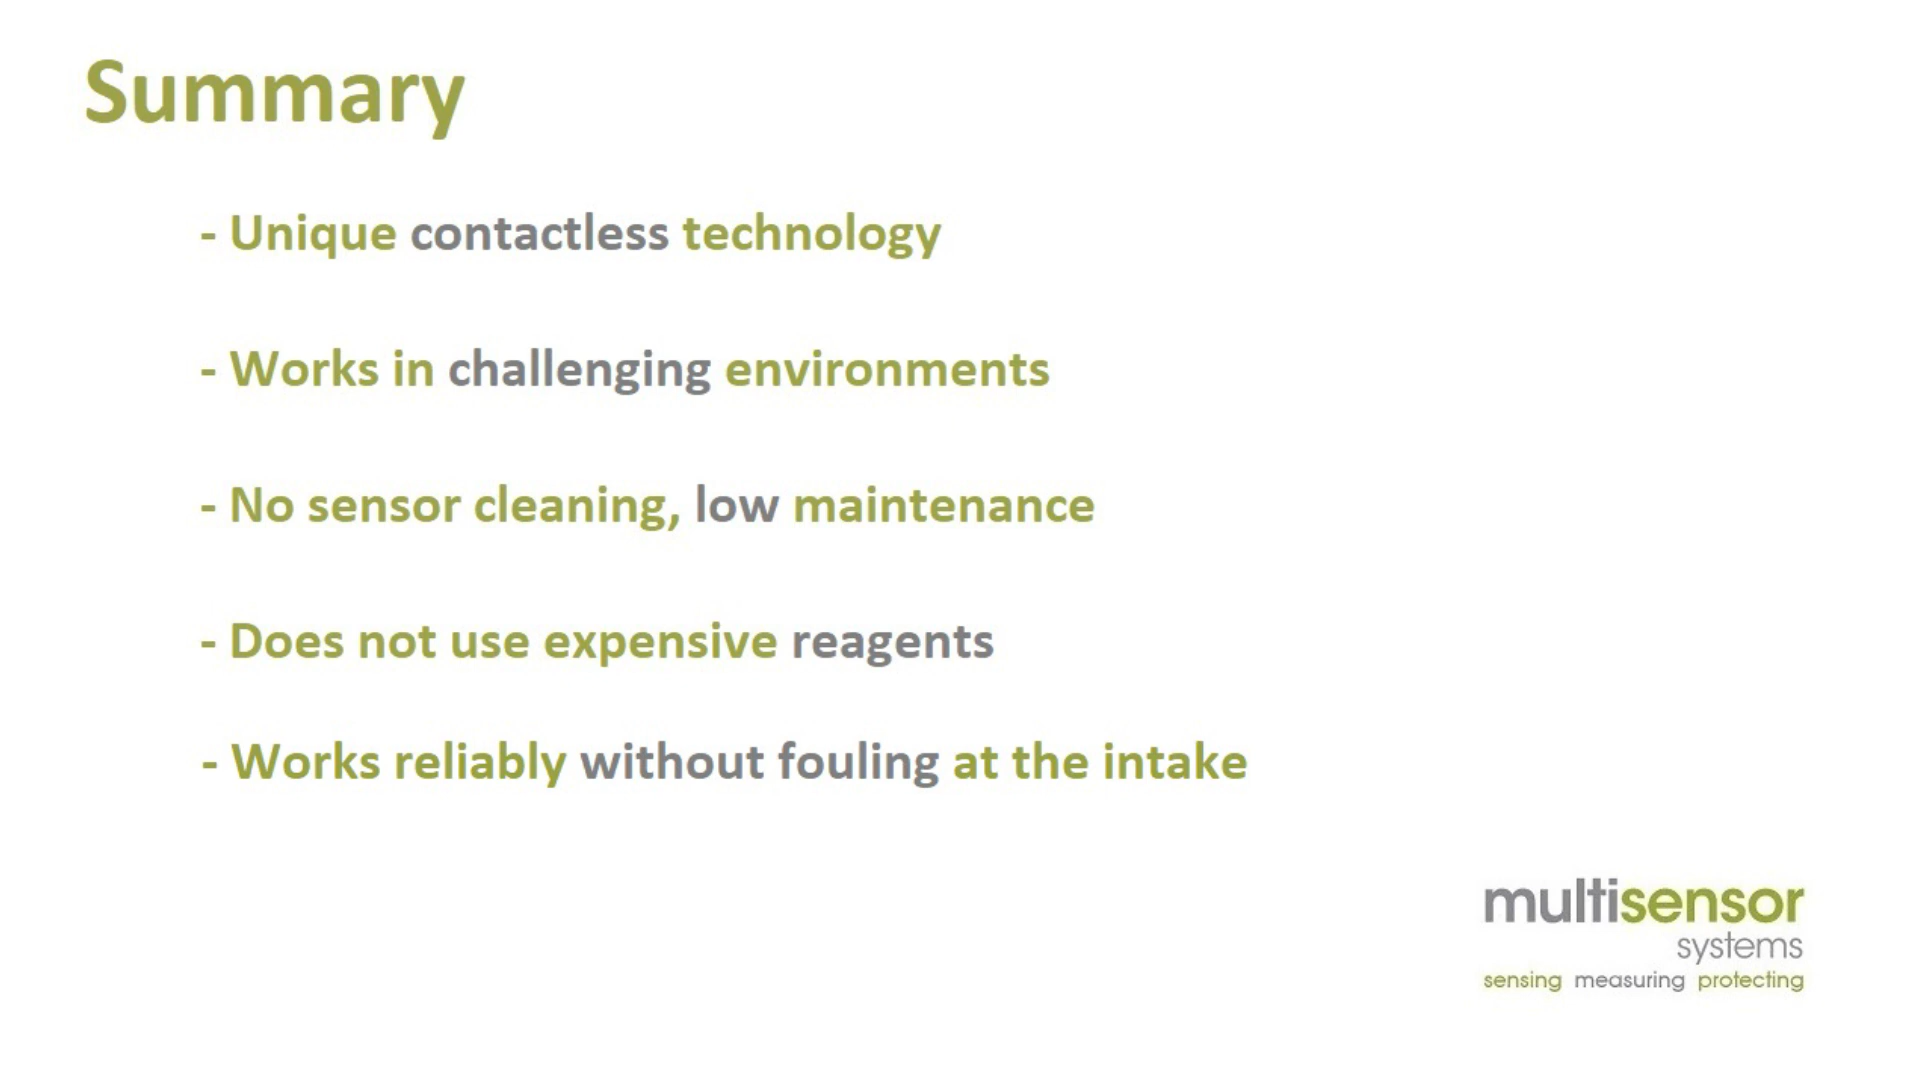 Summary
- Unique contactless technology
- Works in challenging environments
- No sensor cleaning, low maintenance
- Does not use expensive reagents
- Works reliably without fouling at the intake
multisensor
systems
sensing measuring protecting